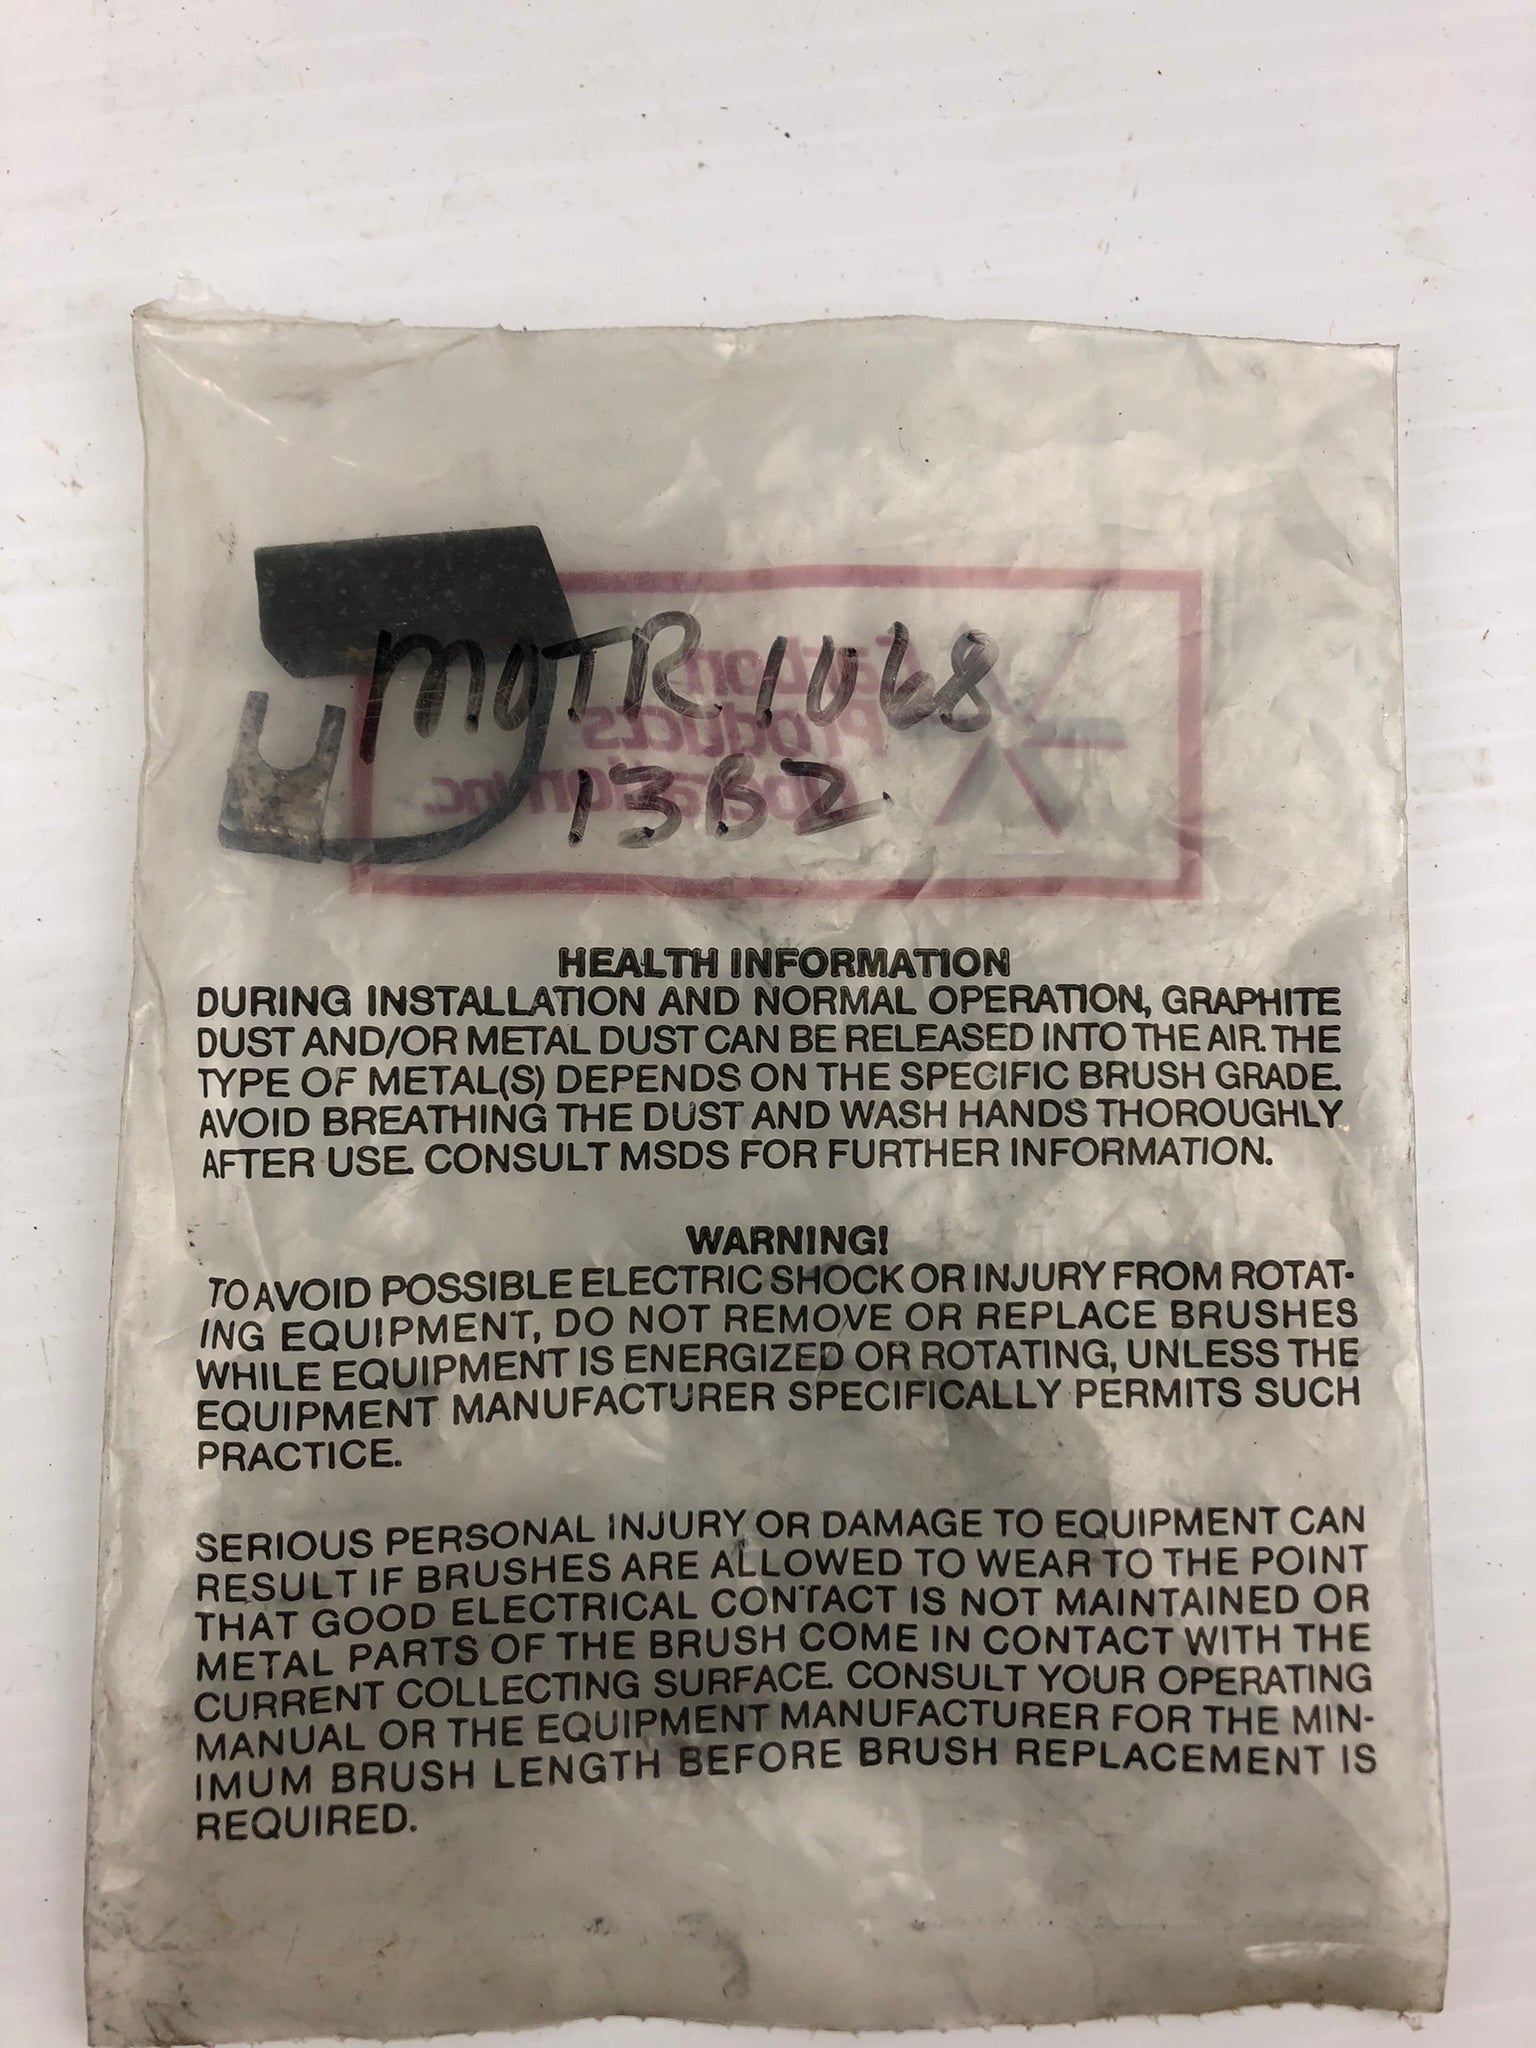 MOTR 1068
13B2
Products
HEALTH INFORMATION
DURING INSTALLATION AND NORMAL OPERATION, GRAPHITE
DUST AND/OR METAL DUST CAN BE RELEASED INTO THE AIR. THE
TYPE OF METAL(S) DEPENDS ON THE SPECIFIC BRUSH GRADE.
AVOID BREATHING THE DUST AND WASH HANDS THOROUGHLY
AFTER USE. CONSULT MSDS FOR FURTHER INFORMATION.
WARNING!
TO AVOID POSSIBLE ELECTRIC SHOCK OR INJURY FROM ROTAT-
ING EQUIPMENT, DO NOT REMOVE OR REPLACE BRUSHES
WHILE EQUIPMENT IS ENERGIZED OR ROTATING, UNLESS THE
EQUIPMENT MANUFACTURER SPECIFICALLY PERMITS SUCH
PRACTICE.
SERIOUS PERSONAL INJURY OR DAMAGE TO EQUIPMENT CAN
RESULT IF BRUSHES ARE ALLOWED TO WEAR TO THE POINT
THAT GOOD ELECTRICAL CONTACT IS NOT MAINTAINED OR
METAL PARTS OF THE BRUSH COME IN CONTACT WITH THE
CURRENT COLLECTING SURFACE. CONSULT YOUR OPERATING
MANUAL OR THE EQUIPMENT MANUFACTURER FOR THE MIN-
IMUM BRUSH LENGTH BEFORE BRUSH REPLACEMENT IS
REQUIRED.